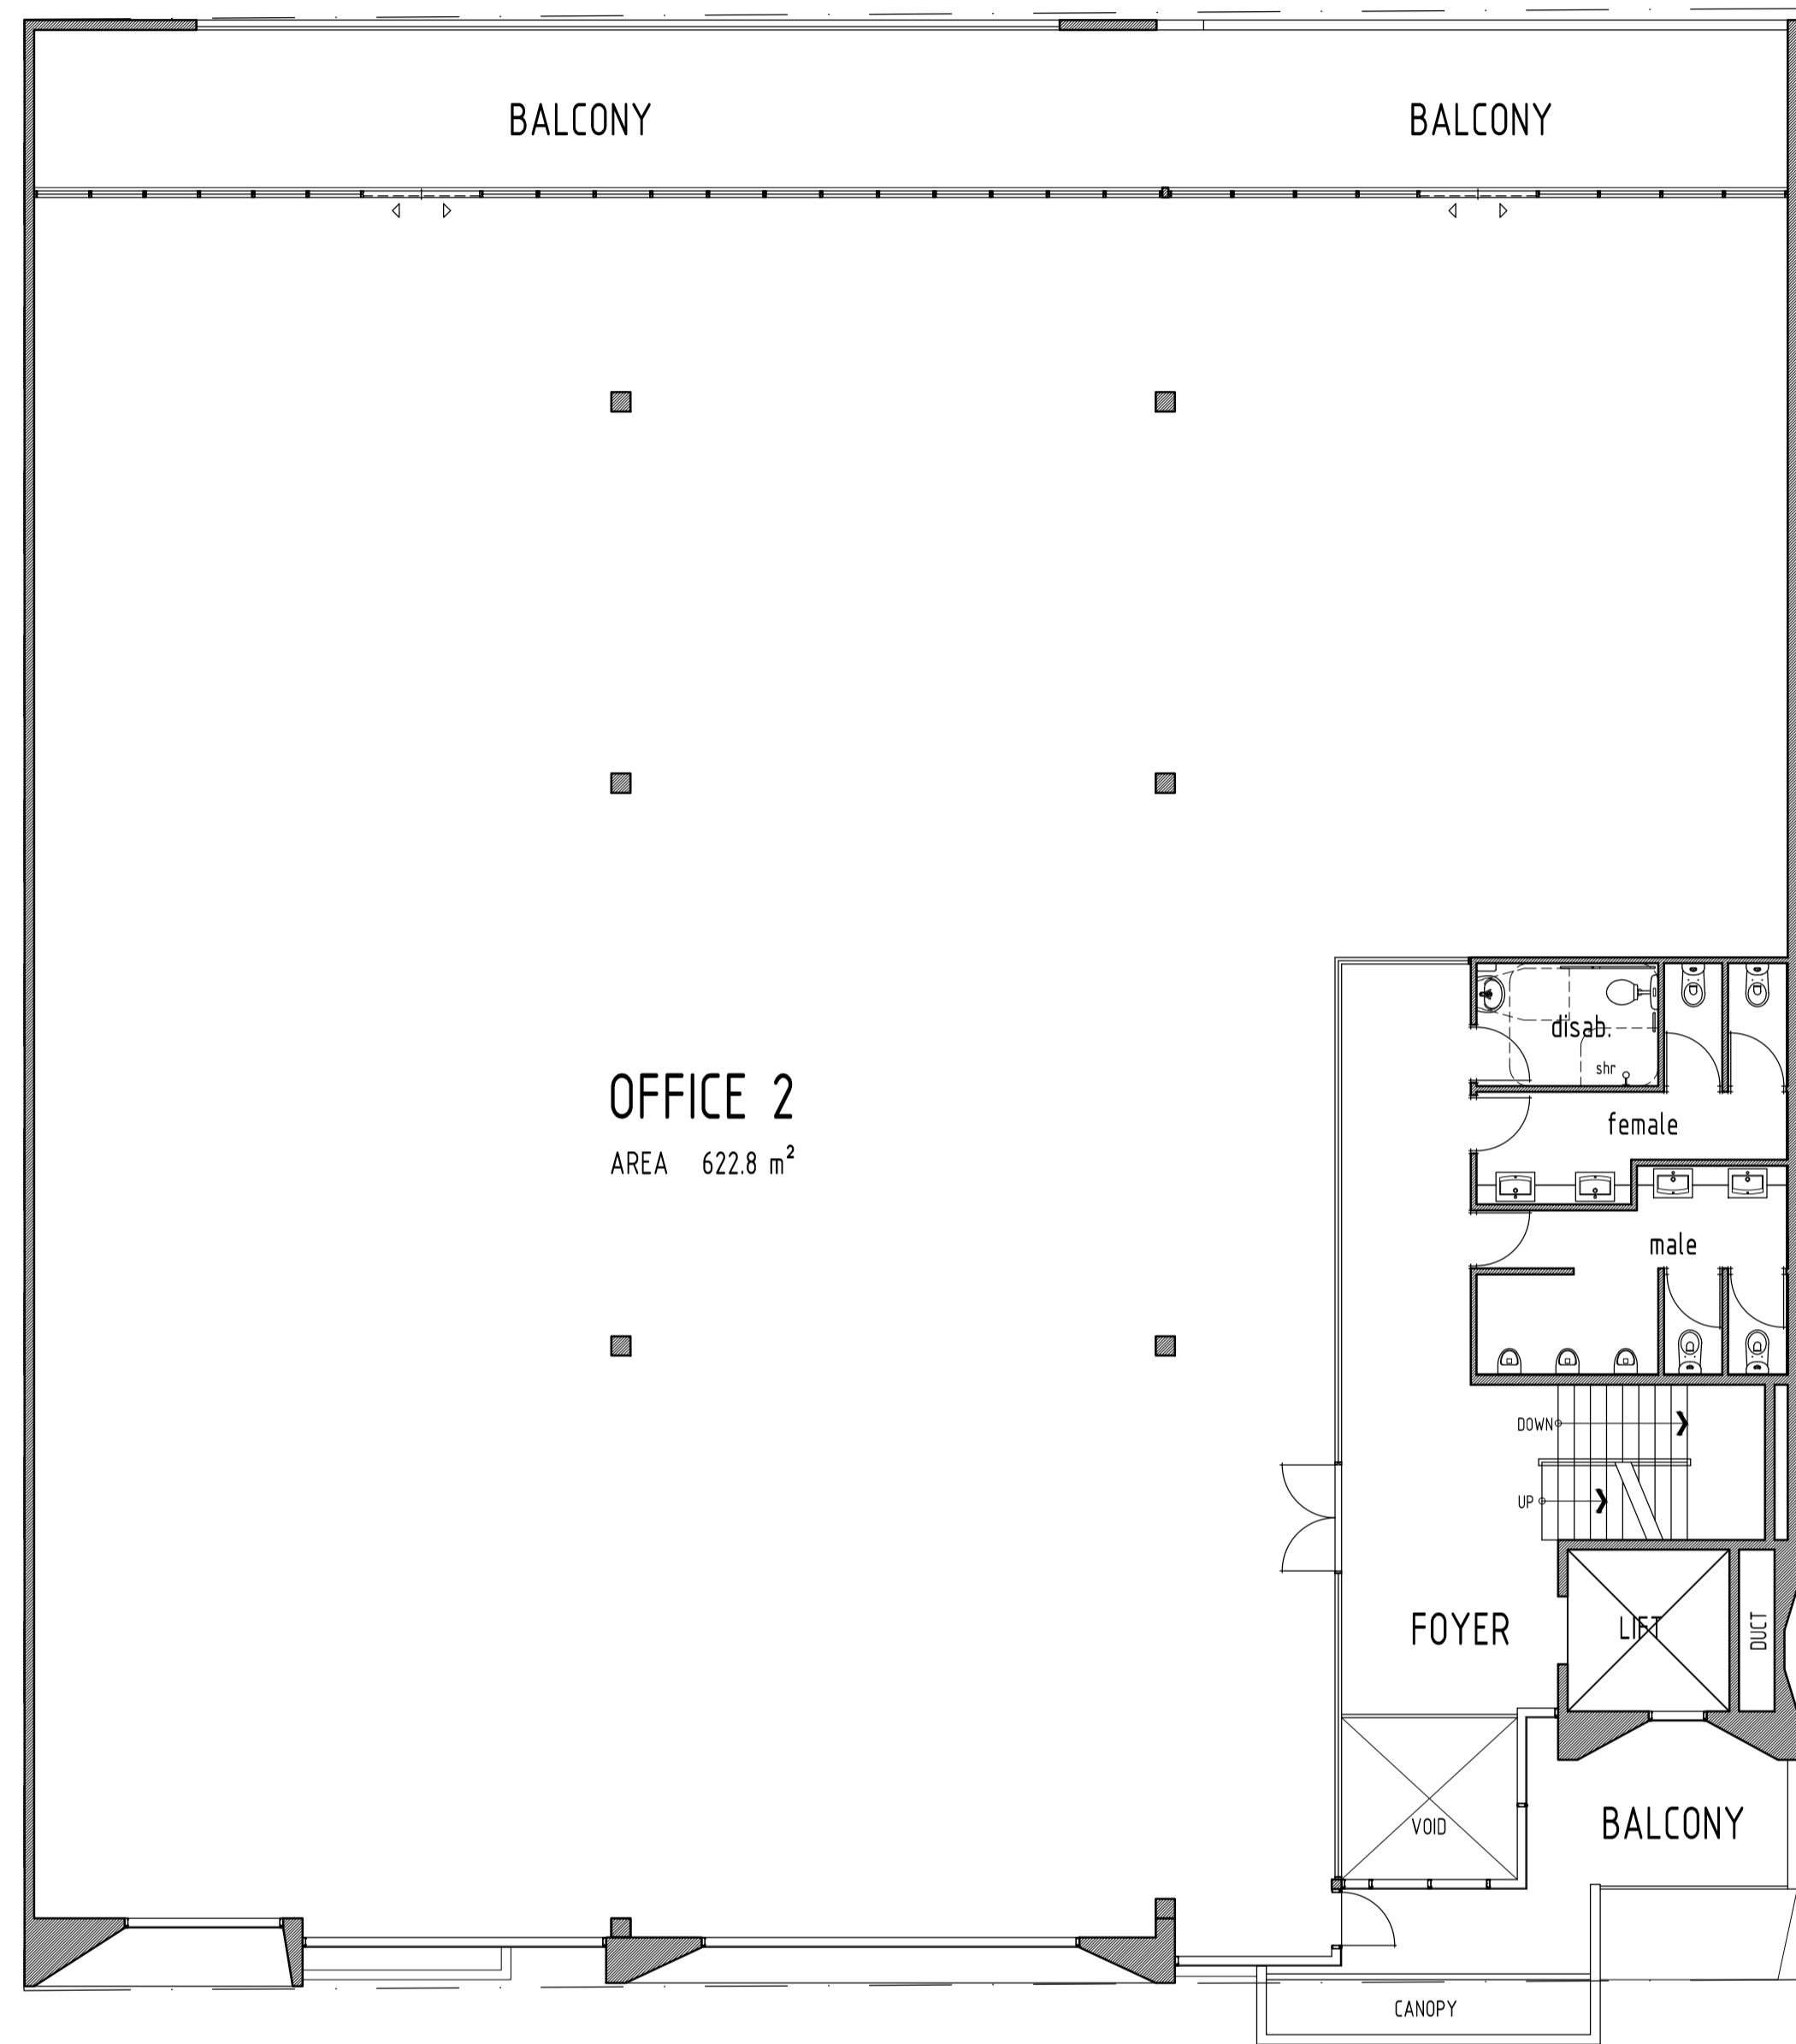 BALCONY
BALCONY
disab.
shr
OFFICE 2
AREA 622.8 m²
female
male
DOWN
UP
FOYER
LIFT
DUCT
VOID
BALCONY
CANOPY